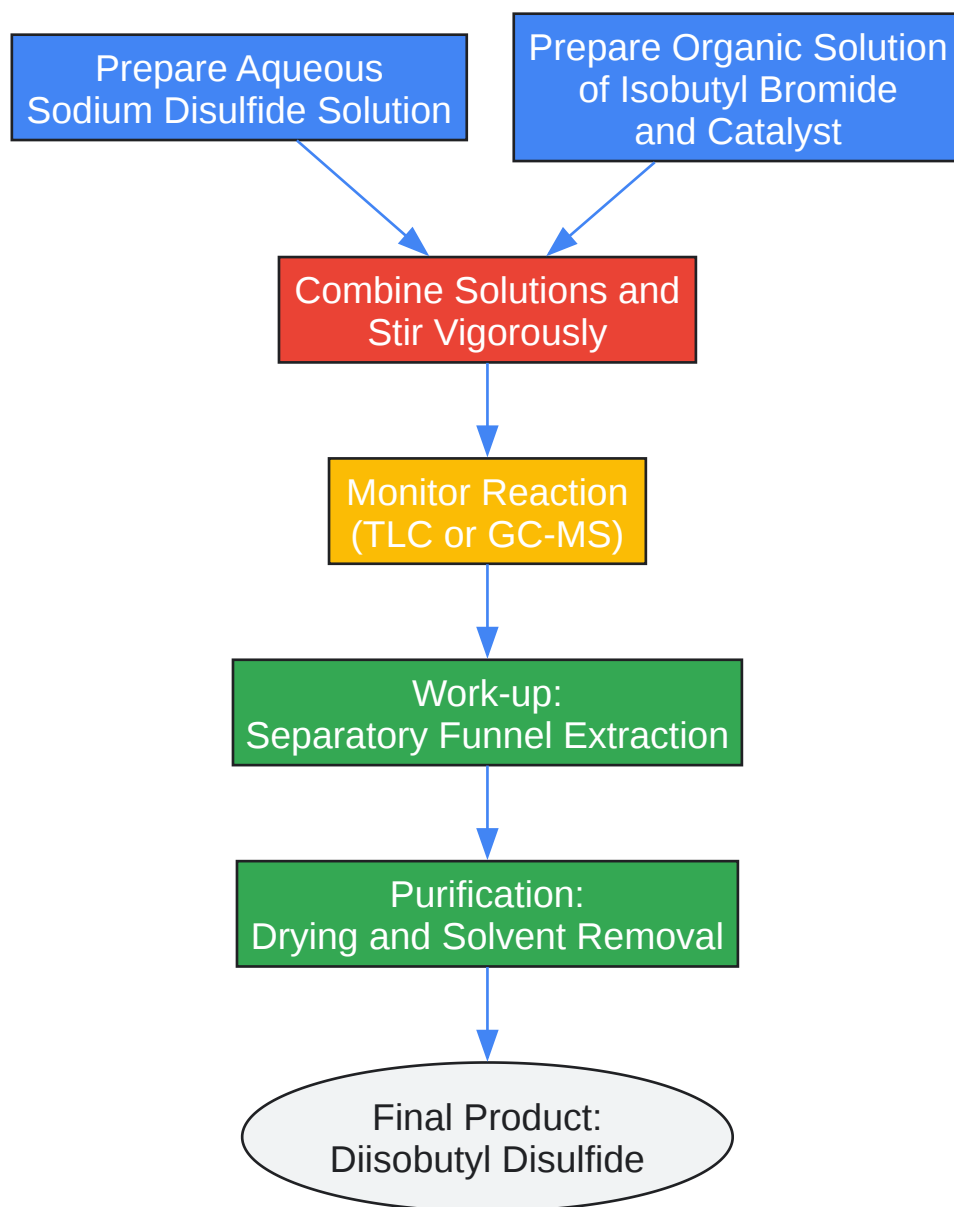 Prepare Aqueous
Sodium Disulfide Solution
Prepare Organic Solution
of Isobutyl Bromide
and Catalyst
Combine Solutions and
Stir Vigorously
Monitor Reaction
(TLC or GC-MS)
Work-up:
Separatory Funnel Extraction
Purification:
Drying and Solvent Removal
Final Product:
Diisobutyl Disulfide